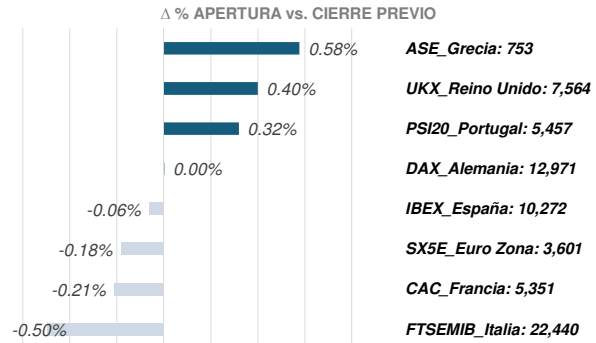 Δ % APERTURA vs. CIERRE PREVIO
0.58% ASE_Grecia: 753
0.40% UKX_Reino Unido: 7,564
0.32% PSI20_Portugal: 5,457
0.00% DAX_Alemania: 12,971
-0.06% IBEX_España: 10,272
-0.18% SX5E_Euro Zona: 3,601
-0.21% CAC_Francia: 5,351
-0.50% FTSEMIB_Italia: 22,440